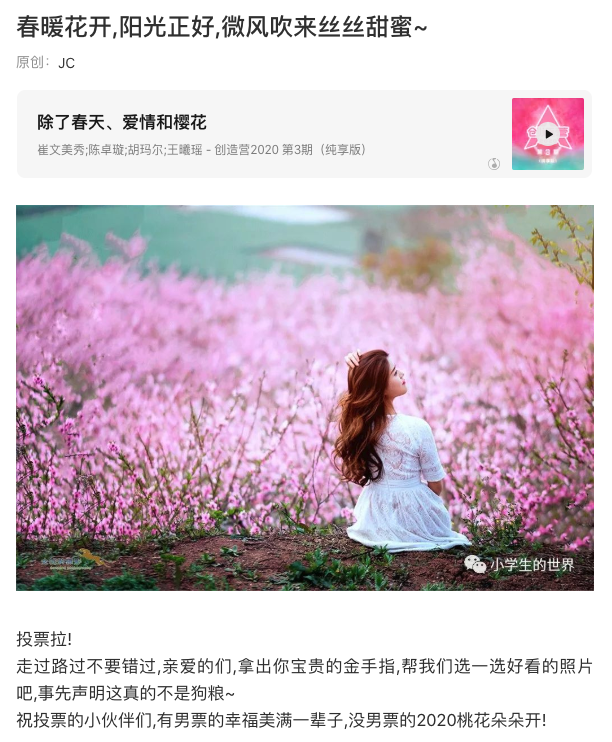 春暖花开,阳光正好,微风吹来丝丝甜蜜~
原创: JC
除了春天、爱情和樱花
崔文美秀;陈卓璇;胡玛尔;王曦瑶 - 创造营2020 第3期（纯享版）
小学生的世界
投票拉!
走过路过不要错过,亲爱的们,拿出你宝贵的金手指,帮我们选一选好看的照片
吧,事先声明这真的不是狗粮~
祝投票的小伙伴们,有男票的幸福美满一辈子,没男票的2020桃花朵朵开!